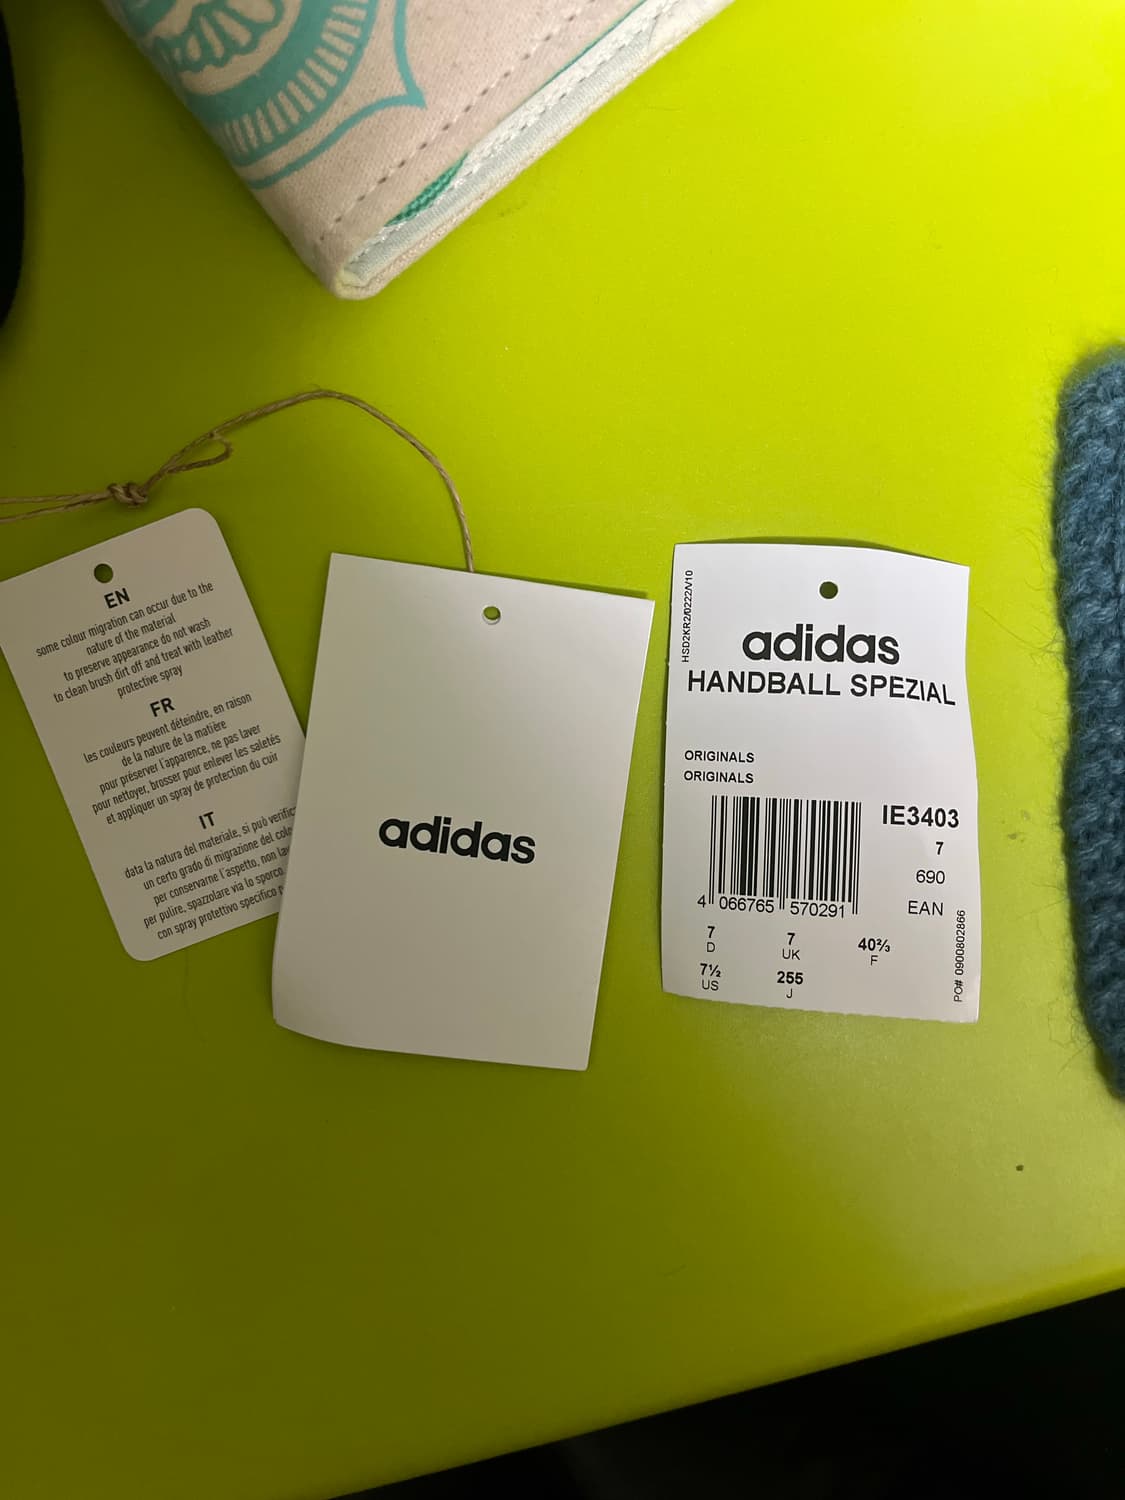 EN
some colour migration can occur due to the
nature of the material
to preserve appearance do not wash
to clean brush dirt off and treat with leather
protective spray
FR
les couleurs peuvent déteindre, en raison
de la nature de la matière
pour préserver l'apparence, ne pas laver
pour nettoyer, brosser pour enlever les saletés
et appliquer un spray de protection du cuir
IT
data la natura del materiale, si può
un certo grado di migrazione del
per conservarne l'aspetto, non
per pulire, spazzolare via lo sporco
con spray protettivo specifico
adidas
HSD2KR2/0222/V10
adidas
HANDBALL SPEZIAL
ORIGINALS
ORIGINALS
IE3403
7
690
EAN
4 066765 570291
7 7 40⅔
D UK F
7½ 255
US J
PO# 0900802866